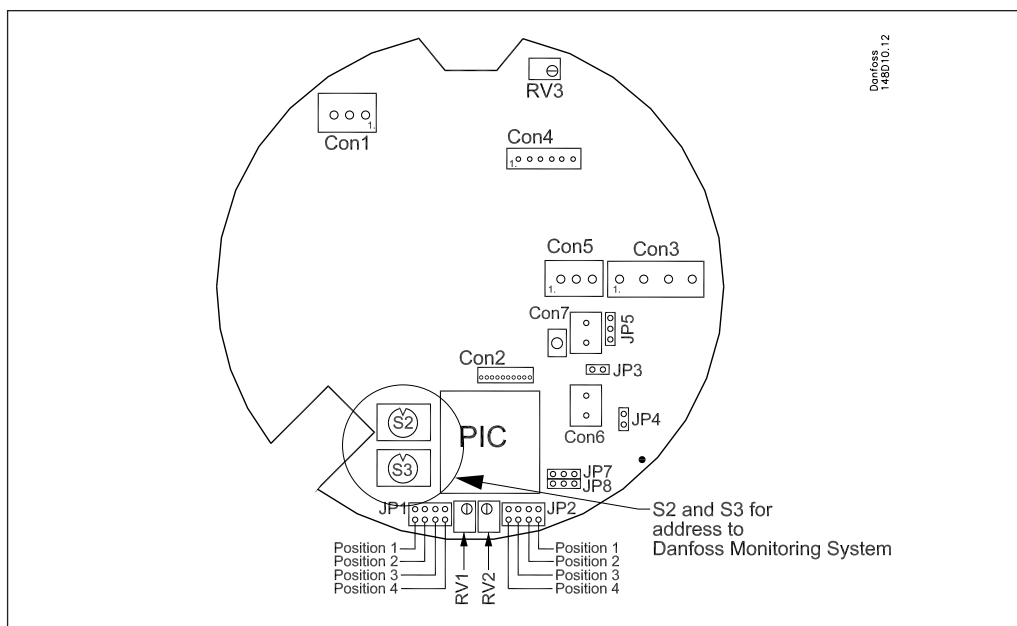 Danfoss
148D10.12
RV3
1.
Con1
Con4
1.
Con5
Con3
1.
1.
Con7
JP5
Con2
JP3
S2
PIC
JP4
Con6
S3
JP7
JP8
JP1
JP2
S2 and S3 for
address to
Danfoss Monitoring System
Position 1
Position 2
Position 3
Position 4
RV1
RV2
Position 1
Position 2
Position 3
Position 4